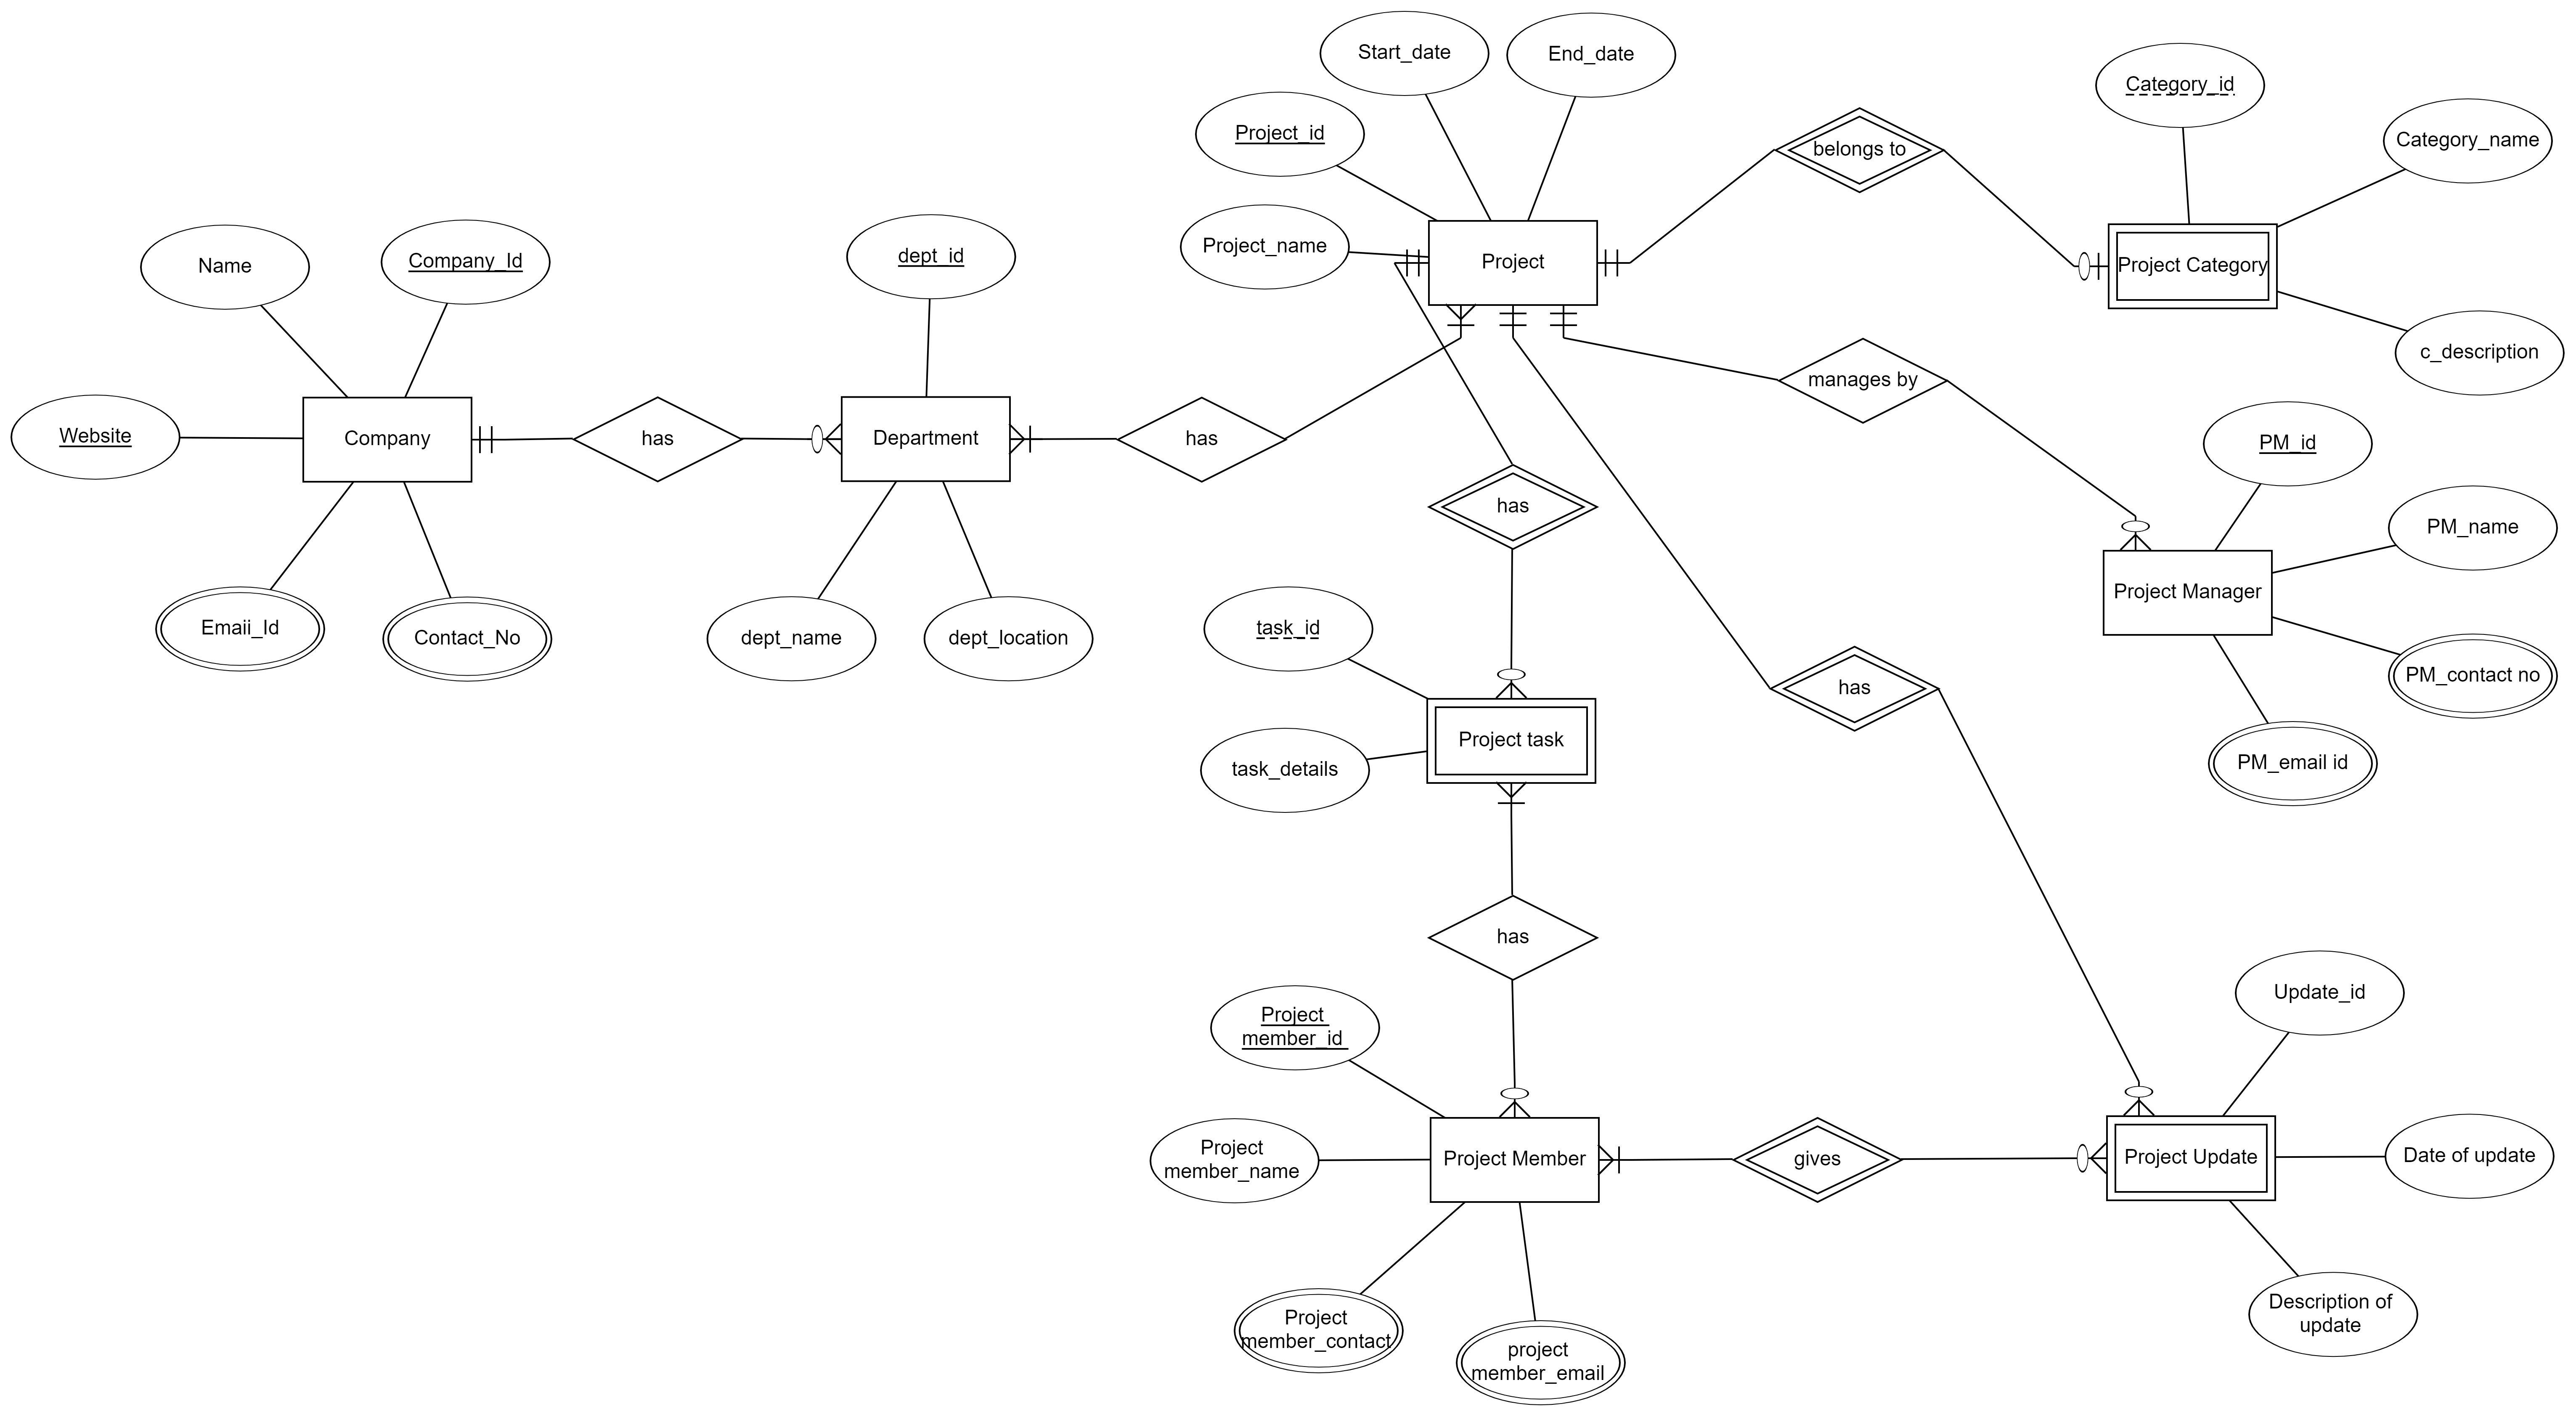 Start_date
End_date
Project_id
Project_name
Project
belongs to
Category_id
Category_name
Project Category
c_description
Name
Company_Id
Website
Company
has
Emaii_Id
Contact_No
dept_id
Department
has
dept_name
dept_location
manages by
PM_id
PM_name
Project Manager
PM_contact no
PM_email id
has
task_id
Project task
task_details
has
has
Project
member_id
Project
member_name
Project Member
Project
member_contact
project
member_email
gives
Update_id
Project Update
Date of update
Description of
update